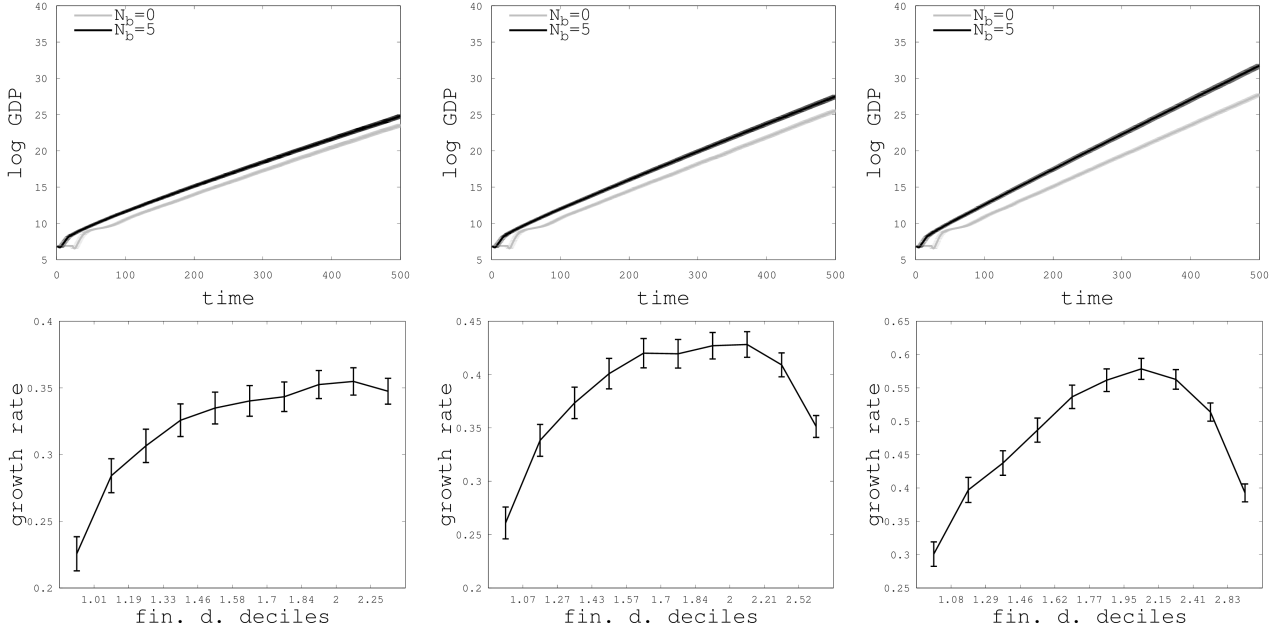 40
35
30
25
20
15
10
5
0 100 200 300 400 500
log GDP
time
N_b=0
N_b=5
40
35
30
25
20
15
10
5
0 100 200 300 400 500
log GDP
time
N_b=0
N_b=5
40
35
30
25
20
15
10
5
0 100 200 300 400 500
log GDP
time
N_b=0
N_b=5
0.4
0.35
0.3
0.25
0.2
1.01 1.19 1.33 1.46 1.58 1.7 1.84 2 2.25
growth rate
fin. d. deciles
0.45
0.4
0.35
0.3
0.25
0.2
1.07 1.27 1.43 1.57 1.7 1.84 2 2.21 2.52
growth rate
fin. d. deciles
0.65
0.6
0.55
0.5
0.45
0.4
0.35
0.3
0.25
1.08 1.29 1.46 1.62 1.77 1.95 2.15 2.41 2.83
growth rate
fin. d. deciles